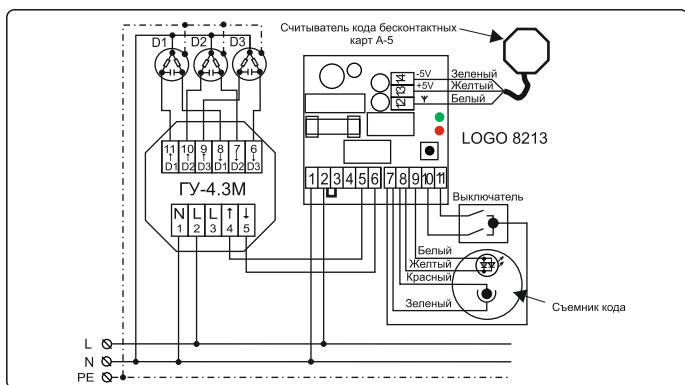 Считыватель кода бесконтактных
карт А-5
D1 D2 D3
14 -5V Зеленый
13 +5V Желтый
12 Белый
LOGO 8213
11 10 9 8 7 6
↑ ↑ ↑ ↓ ↓ ↓
D1 D2 D3 D1 D2 D3
ГУ-4.3М
N L L ↑ ↓
1 2 3 4 5
1 2 3 4 5 6 7 8 9 10 11
Выключатель
Белый
Желтый
Красный
Зеленый
Съемник кода
L
N
PE